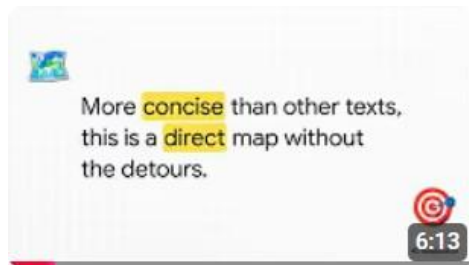 More concise than other texts,
this is a direct map without
the detours.
6:13